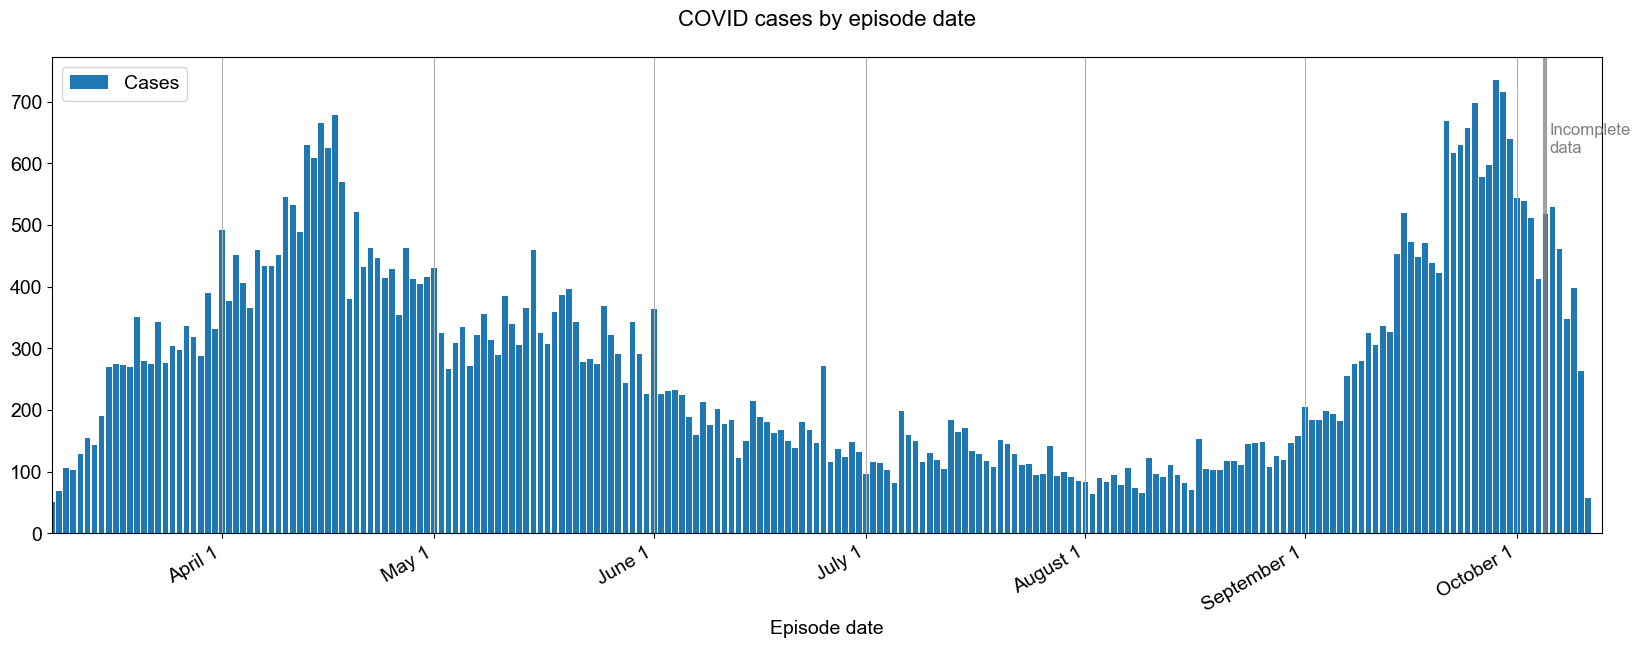 COVID cases by episode date
Cases
700
600
500
400
300
200
100
0
Incomplete
data
April 1
May 1
June 1
July 1
August 1
September 1
October 1
Episode date